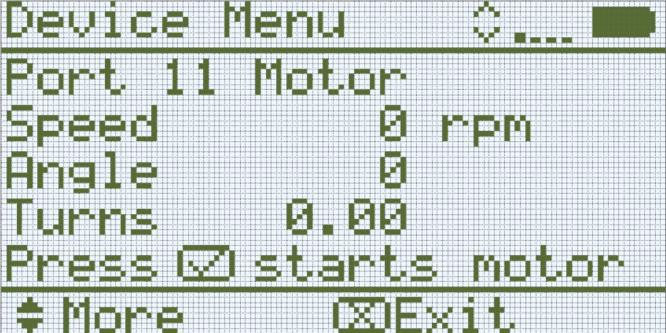 Device Menu
Port 11 Motor
Speed 0 rpm
Angle 0
Turns 0.00
Press ☑ starts motor
More ☒Exit